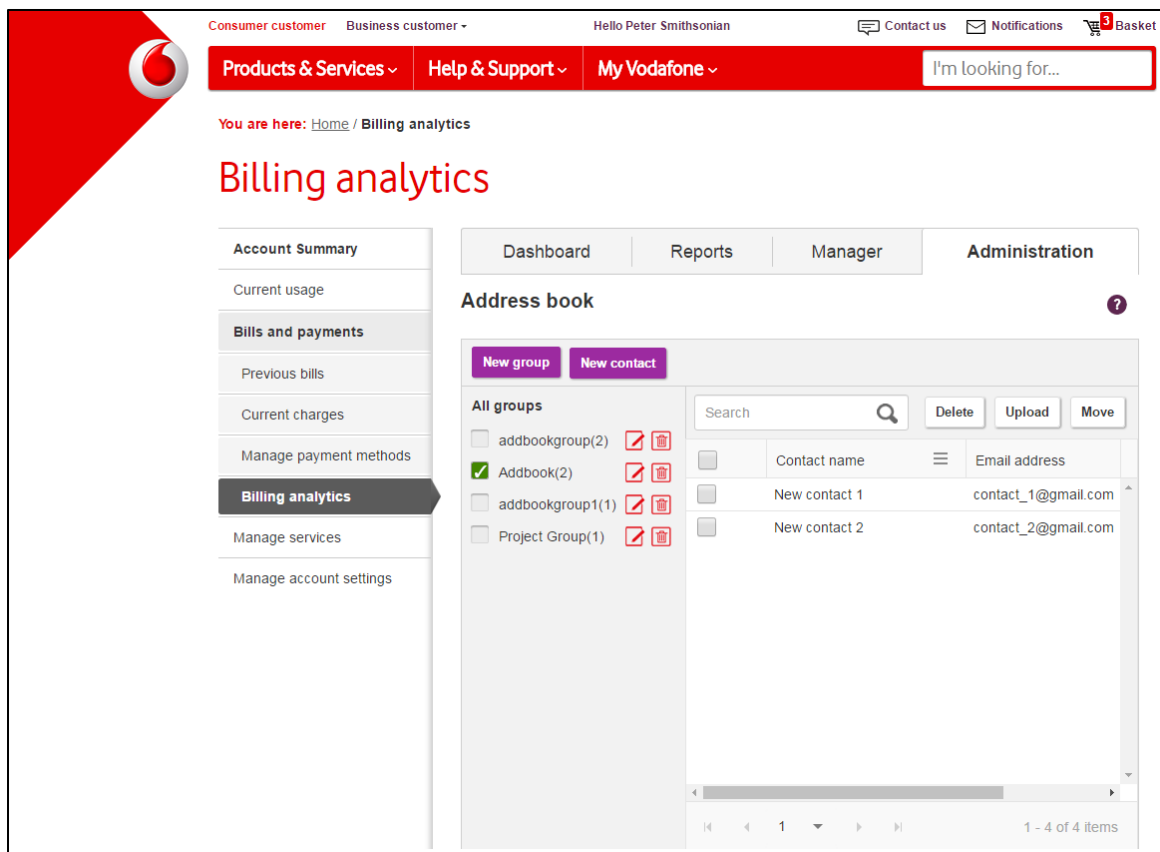 Consumer customer Business customer Hello Peter Smithsonian Contact us Notifications 3 Basket
Products & Services Help & Support My Vodafone I'm looking for...
You are here: Home / Billing analytics
Billing analytics
Account Summary
Current usage
Bills and payments
Previous bills
Current charges
Manage payment methods
Billing analytics
Manage services
Manage account settings
Dashboard Reports Manager Administration
Address book ?
New group New contact
All groups
addbookgroup(2)
Addbook(2)
addbookgroup1(1)
Project Group(1)
Search Delete Upload Move
Contact name Email address
New contact 1 contact_1@gmail.com
New contact 2 contact_2@gmail.com
1 1 - 4 of 4 items